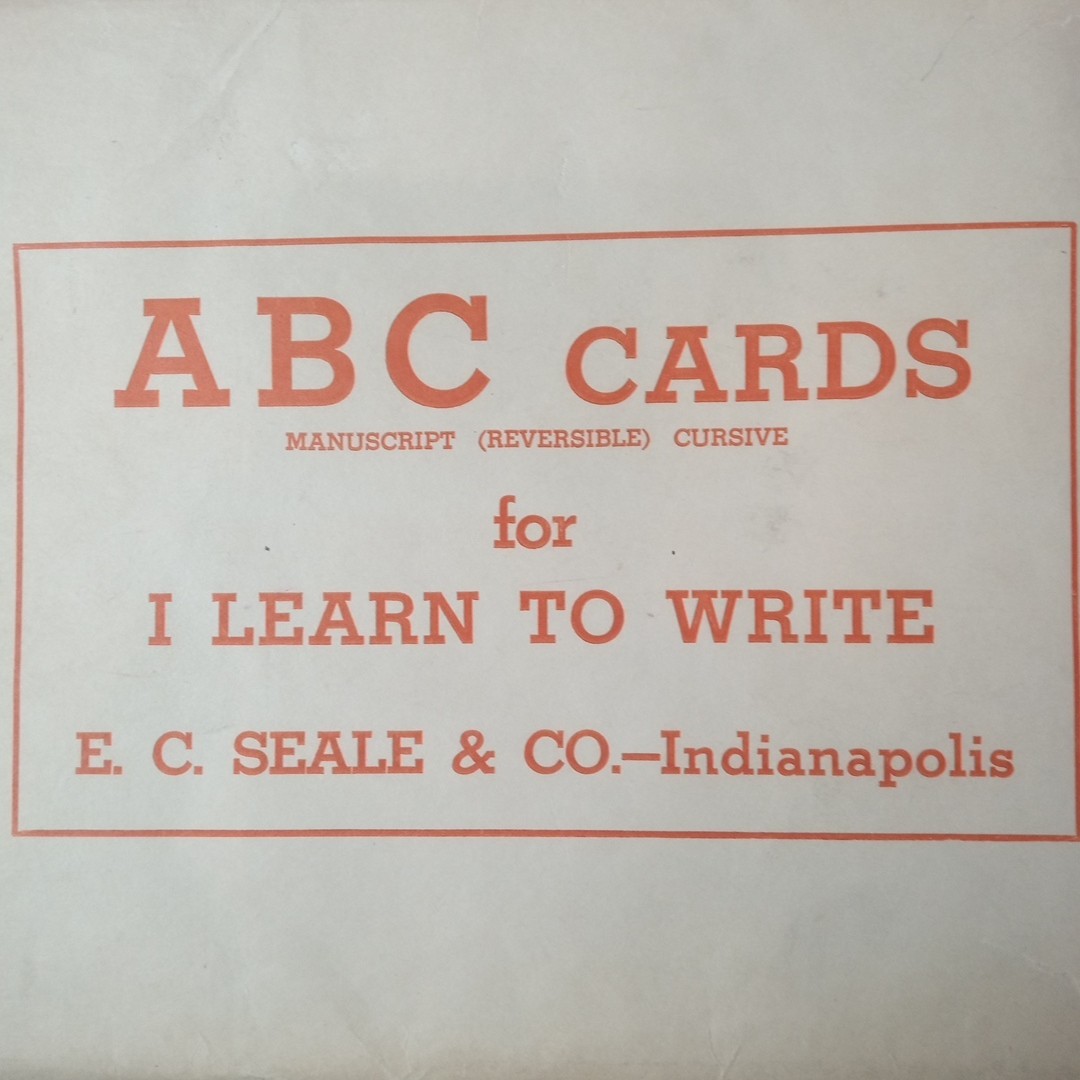 ABC CARDS
MANUSCRIPT (REVERSIBLE) CURSIVE
for
I LEARN TO WRITE
E. C. SEALE & CO.—Indianapolis